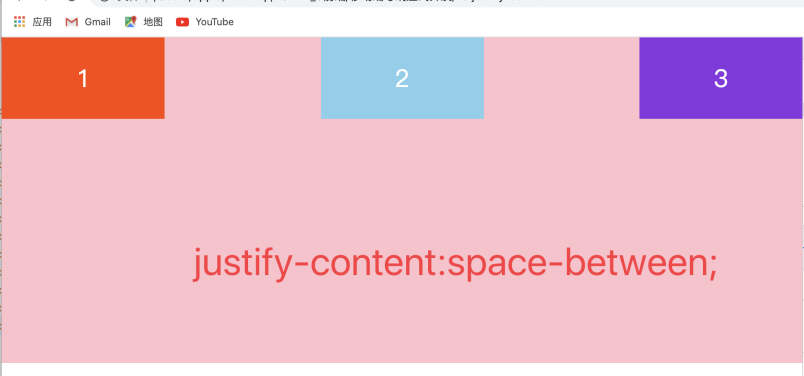 应用 Gmail 地图 YouTube
1 2 3
justify-content:space-between;